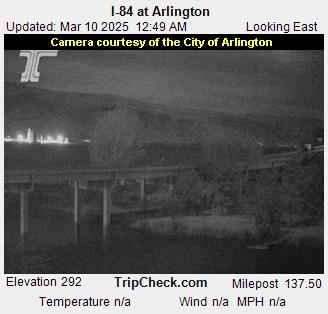 I-84 at Arlington
Updated: Mar 10 2025 12:49 AM Looking East
Camera courtesy of the City of Arlington
Elevation 292 TripCheck.com Milepost 137.50
Temperature n/a Wind n/a MPH n/a